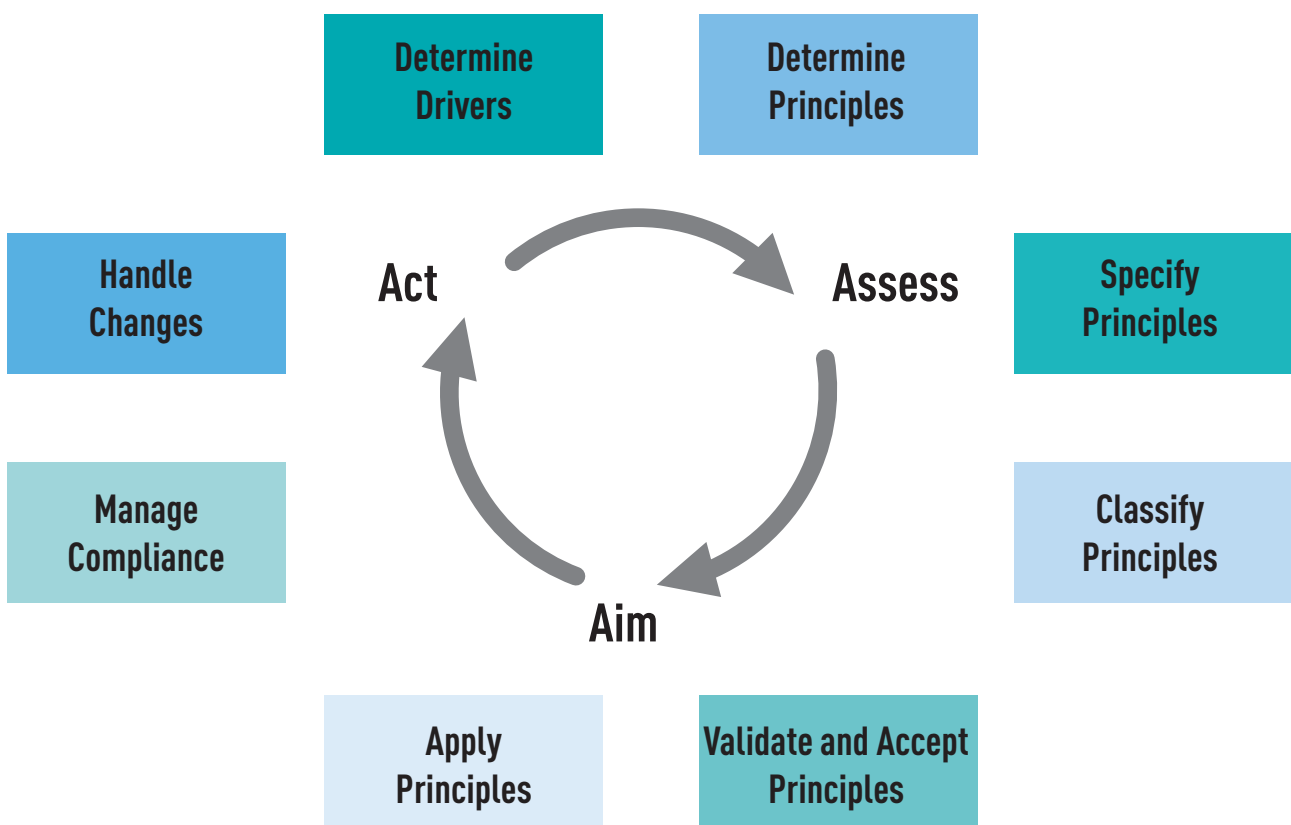 Determine
Drivers
Determine
Principles
Handle
Changes
Act
Assess
Specify
Principles
Manage
Compliance
Classify
Principles
Aim
Apply
Principles
Validate and Accept
Principles